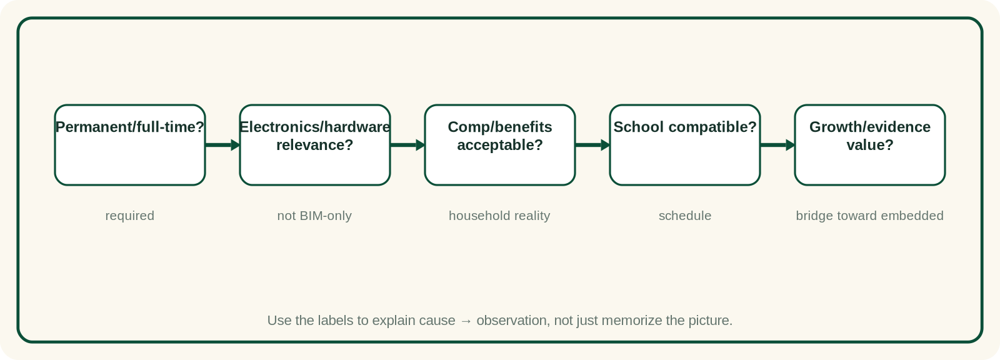 Permanent/full-time?
Electronics/hardware
relevance?
Comp/benefits
acceptable?
School compatible?
Growth/evidence
value?
required
not BIM-only
household reality
schedule
bridge toward embedded
Use the labels to explain cause → observation, not just memorize the picture.